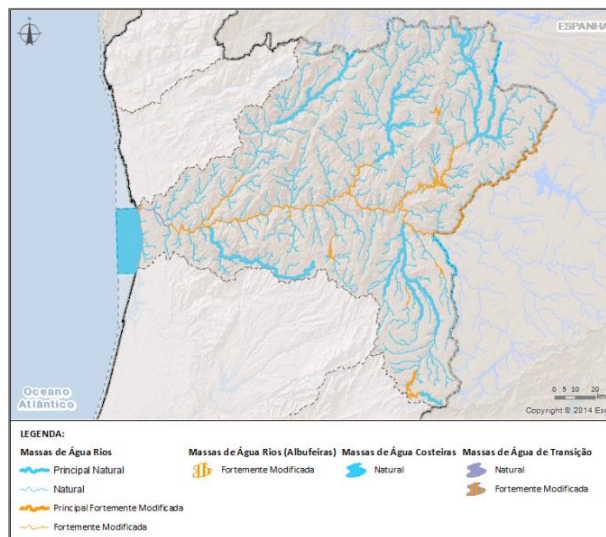 N
ESPANHA
Oceano
Atlântico
0 5 10 20
km
Copyright © 2014 Es
LEGENDA:
Massas de Água Rios
Principal Natural
Natural
Principal Fortemente Modificada
Fortemente Modificada
Massas de Água Rios (Albufeiras)
Fortemente Modificada
Massas de Água Costeiras
Natural
Massas de Água de Transição
Natural
Fortemente Modificada